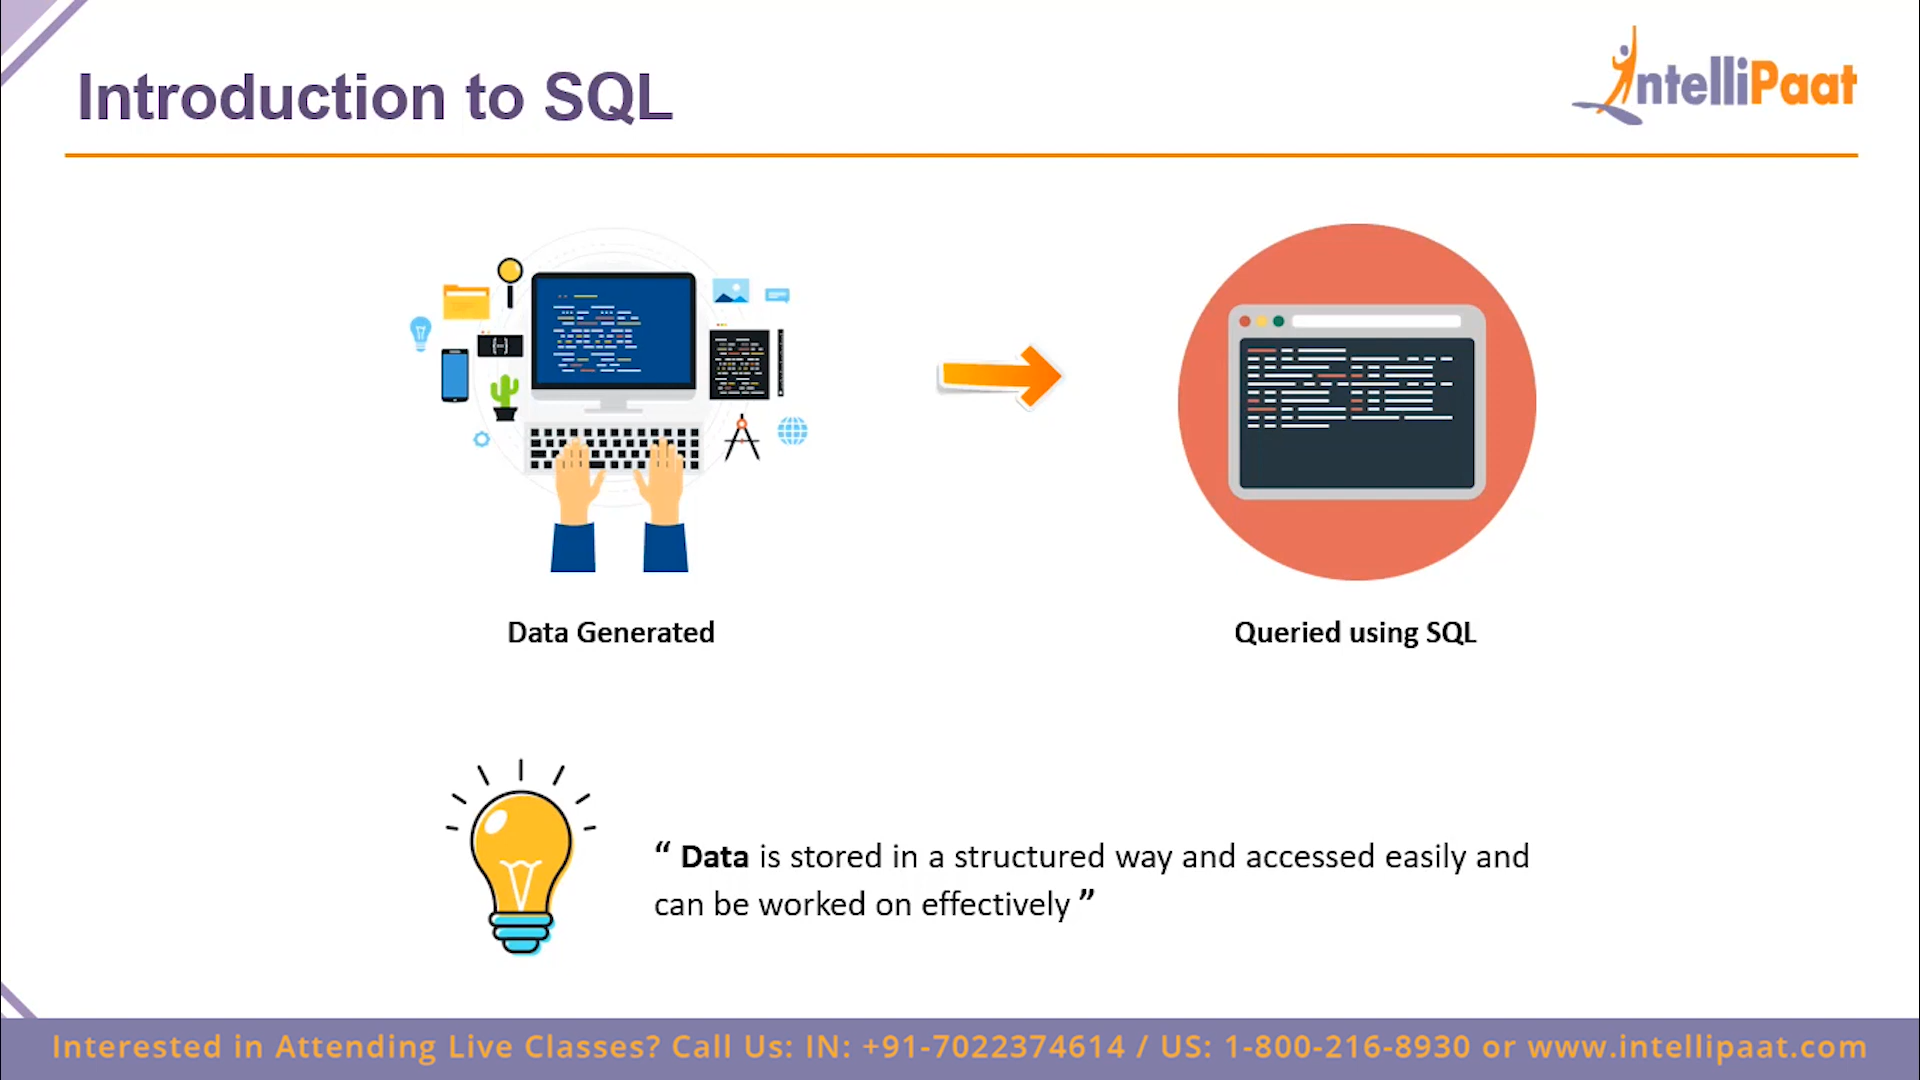 Introduction to SQL
IntelliPaat
Data Generated
Queried using SQL
“ Data is stored in a structured way and accessed easily and
can be worked on effectively ”
Interested in Attending Live Classes? Call Us: IN: +91-7022374614 / US: 1-800-216-8930 or www.intellipaat.com